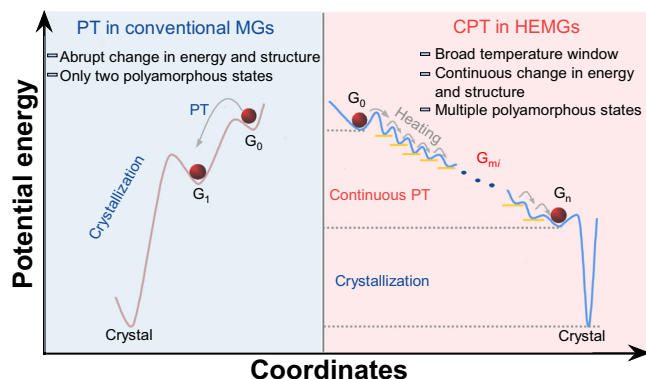 PT in conventional MGs
Abrupt change in energy and structure
Only two polyamorphous states
PT
G0
G1
Crystallization
Crystal
CPT in HEMGs
Broad temperature window
Continuous change in energy
and structure
Multiple polyamorphous states
G0
Heating
Gmi
Continuous PT
Gn
Crystallization
Crystal
Potential energy
Coordinates